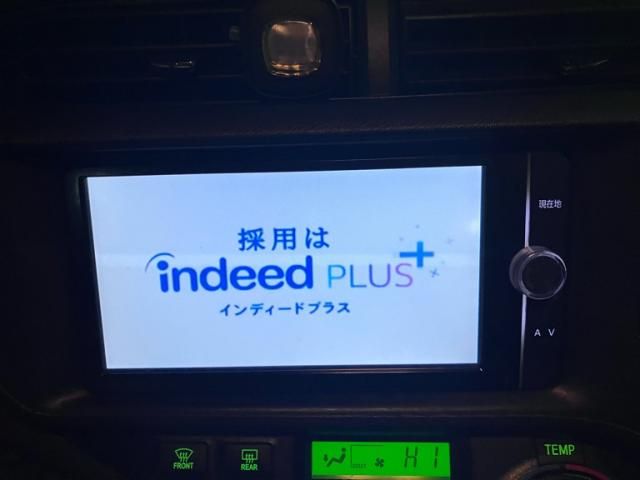 採用は
indeed PLUS+
インディードプラス
現在地
A V
FRONT
REAR
HI
TEMP